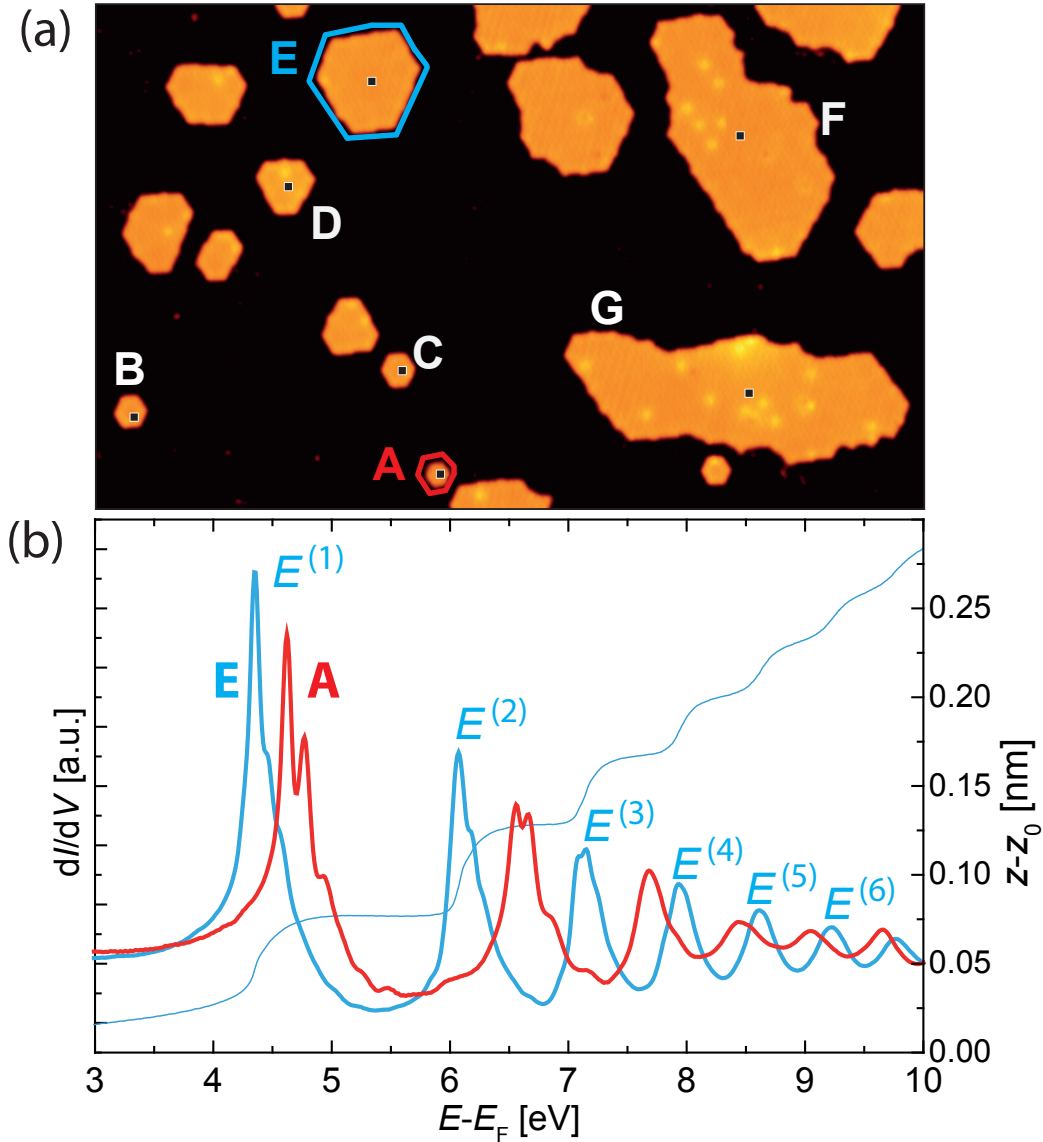 (a)
E
F
D
G
B
C
A
(b)
E(1)
E
A
E(2)
E(3)
E(4)
E(5)
E(6)
dI/dV [a.u.]
0.25
0.20
0.15
0.10
0.05
0.00
z-z0 [nm]
3 4 5 6 7 8 9 10
E-EF [eV]